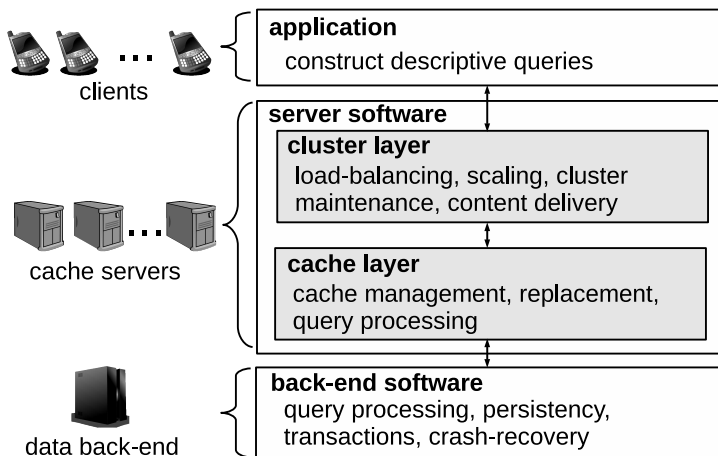 application
construct descriptive queries
clients
server software
cluster layer
load-balancing, scaling, cluster
maintenance, content delivery
cache servers
cache layer
cache management, replacement,
query processing
back-end software
query processing, persistency,
transactions, crash-recovery
data back-end